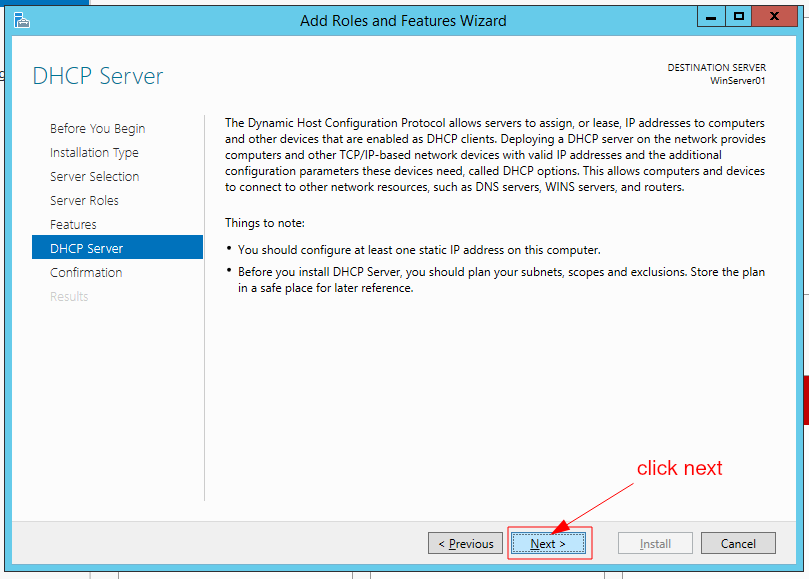 Add Roles and Features Wizard
DHCP Server
DESTINATION SERVER
WinServer01
Before You Begin
Installation Type
Server Selection
Server Roles
Features
DHCP Server
Confirmation
Results
The Dynamic Host Configuration Protocol allows servers to assign, or lease, IP addresses to computers
and other devices that are enabled as DHCP clients. Deploying a DHCP server on the network provides
computers and other TCP/IP-based network devices with valid IP addresses and the additional
configuration parameters these devices need, called DHCP options. This allows computers and devices
to connect to other network resources, such as DNS servers, WINS servers, and routers.
Things to note:
• You should configure at least one static IP address on this computer.
• Before you install DHCP Server, you should plan your subnets, scopes and exclusions. Store the plan
in a safe place for later reference.
click next
< Previous
Next >
Install
Cancel